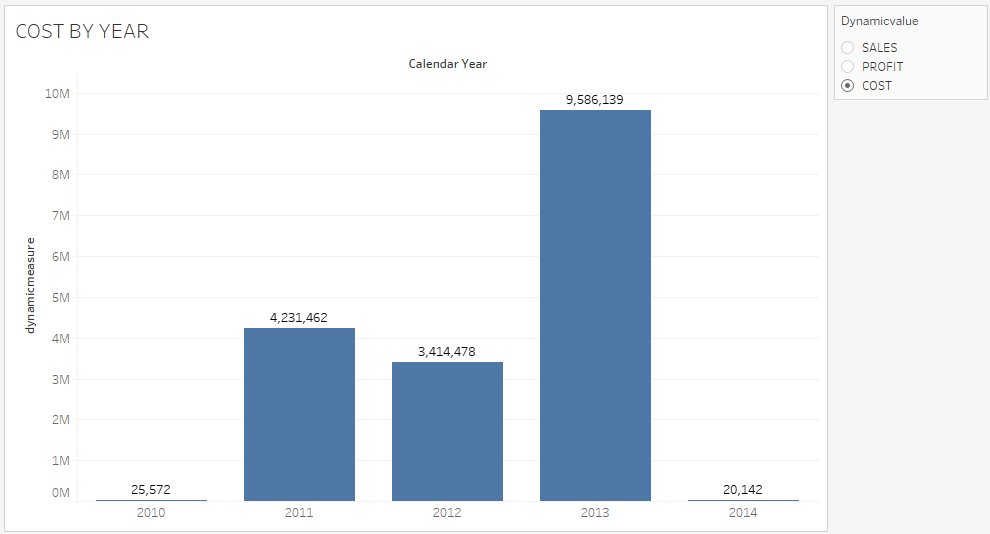 COST BY YEAR
Calendar Year
dynamicmeasure
10M
9M
8M
7M
6M
5M
4M
3M
2M
1M
0M
25,572
4,231,462
3,414,478
9,586,139
20,142
2010
2011
2012
2013
2014
Dynamicvalue
SALES
PROFIT
COST